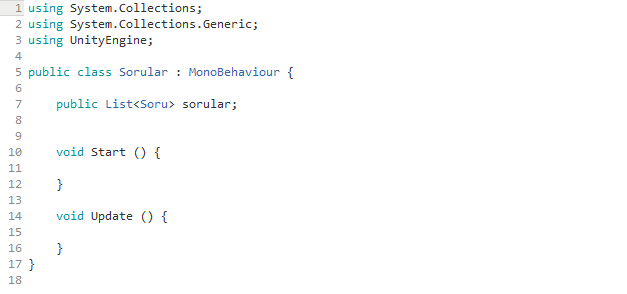 1 using System.Collections;
2 using System.Collections.Generic;
3 using UnityEngine;
4
5 public class Sorular : MonoBehaviour {
6
7     public List<Soru> sorular;
8
9
10     void Start () {
11
12     }
13
14     void Update () {
15
16     }
17 }
18